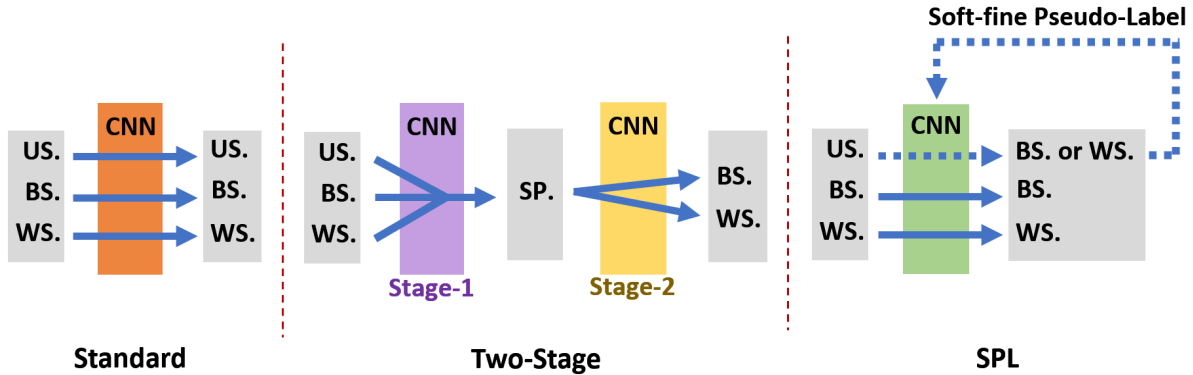 Soft-fine Pseudo-Label
CNN
US.
BS.
WS.
US.
BS.
WS.
Standard
CNN
US.
BS.
WS.
Stage-1
SP.
CNN
Stage-2
BS.
WS.
Two-Stage
CNN
US.
BS.
WS.
BS. or WS.
BS.
WS.
SPL